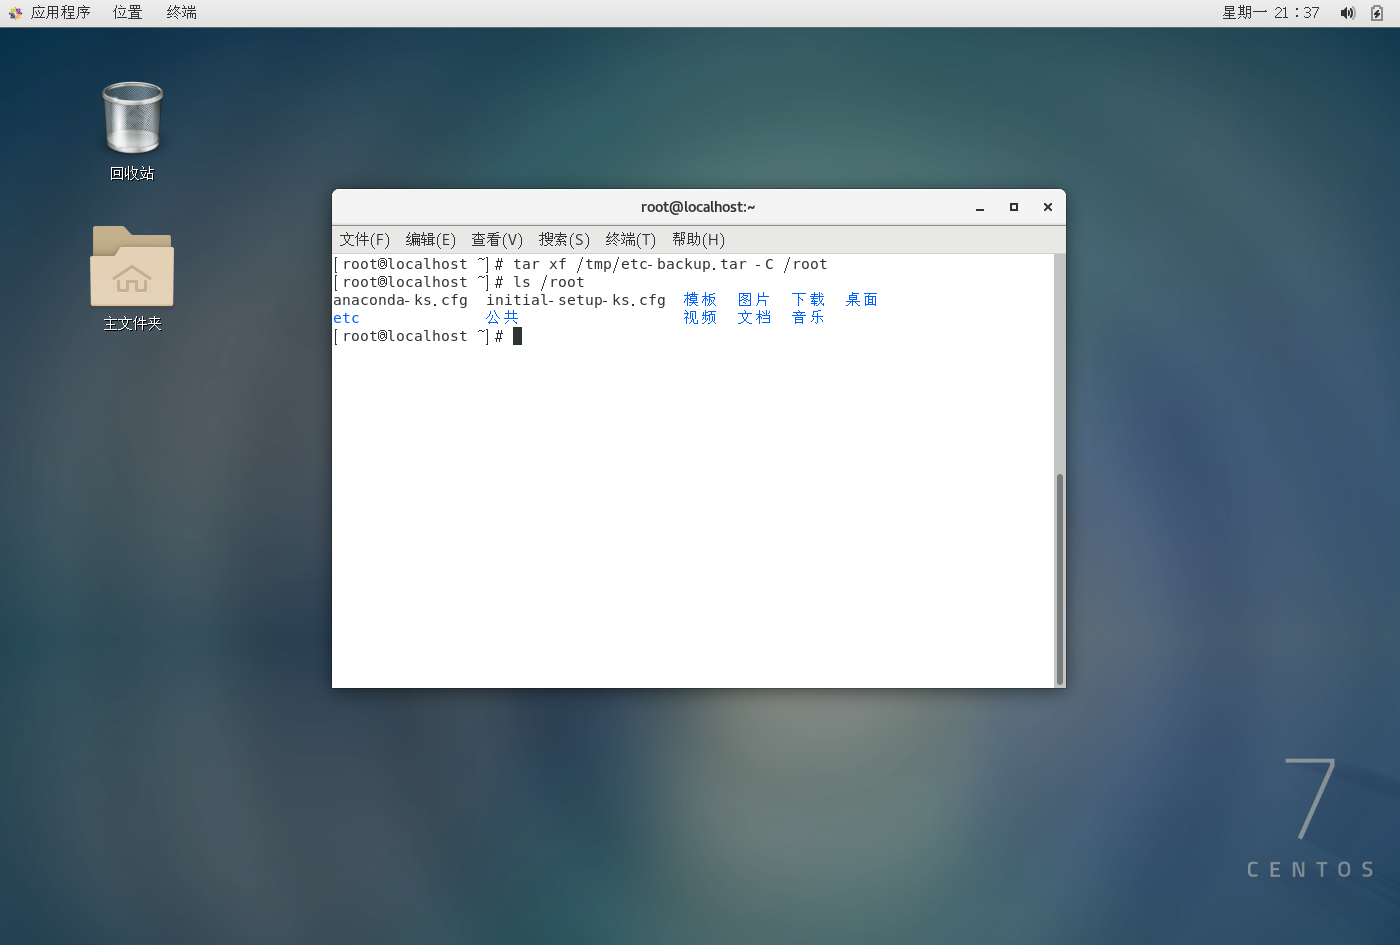 应用程序 位置 终端 星期一 21：37
回收站
主文件夹
root@localhost:~
文件(F) 编辑(E) 查看(V) 搜索(S) 终端(T) 帮助(H)
[root@localhost ~]# tar xf /tmp/etc-backup.tar -C /root
[root@localhost ~]# ls /root
anaconda-ks.cfg initial-setup-ks.cfg 模板 图片 下载 桌面
etc 公共 视频 文档 音乐
[root@localhost ~]#
7
CENTOS